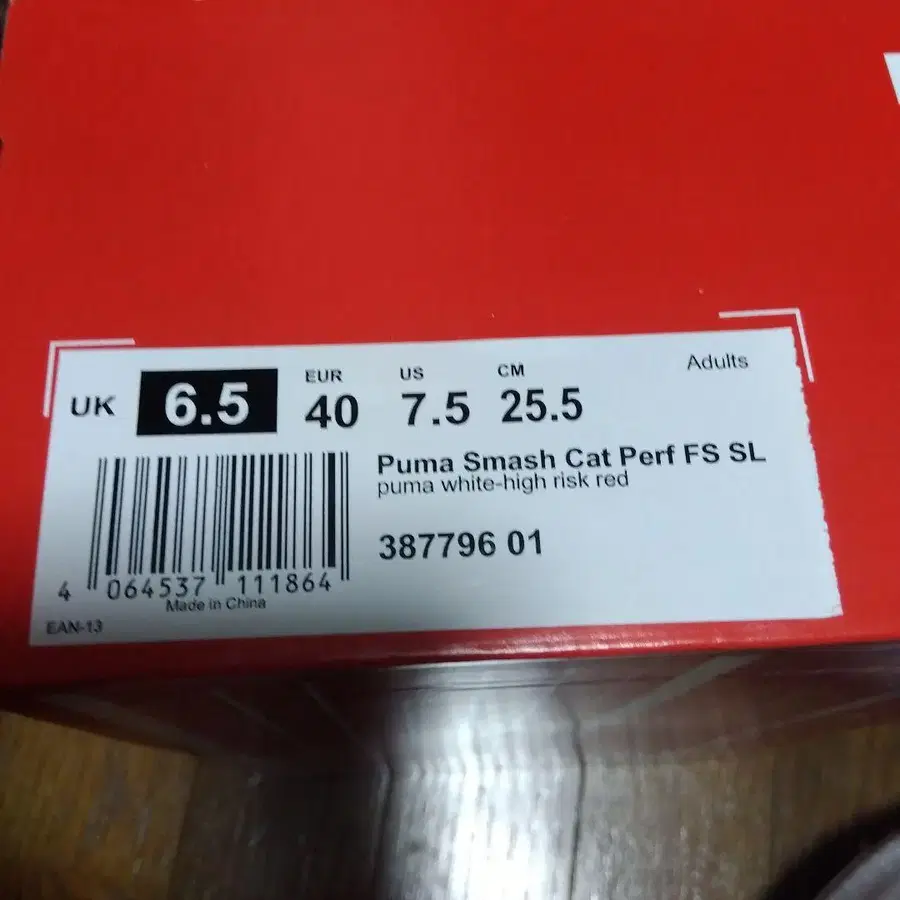 Adults
EUR US CM
UK 6.5 40 7.5 25.5
Puma Smash Cat Perf FS SL
puma white-high risk red
387796 01
4 064537 111864
Made in China
EAN-13